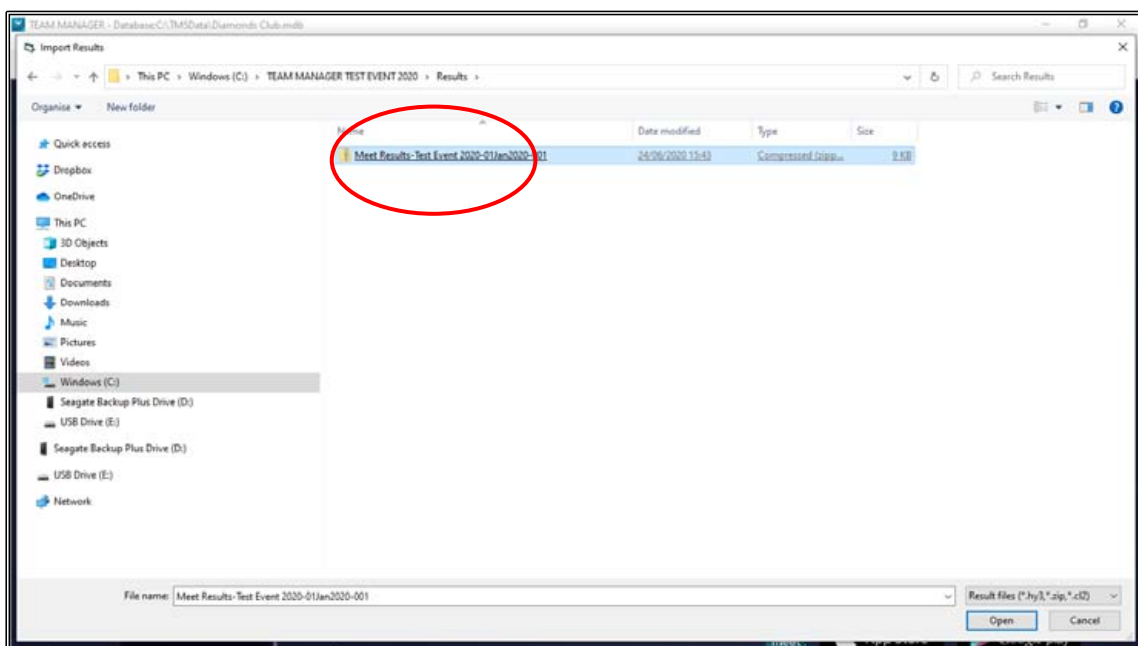 TEAM MANAGER - Database:C:\TM5Data\Diamonds Club.mdb
Import Results
This PC > Windows (C:) > TEAM MANAGER TEST EVENT 2020 > Results >
Search Results
Organise
New folder
Name
Date modified
Type
Size
Meet Results-Test Event 2020-01Jan2020-001
24/06/2020 15:43
Compressed (zipp...
9 KB
Quick access
Dropbox
OneDrive
This PC
3D Objects
Desktop
Documents
Downloads
Music
Pictures
Videos
Windows (C:)
Seagate Backup Plus Drive (D:)
USB Drive (E:)
Seagate Backup Plus Drive (D:)
USB Drive (E:)
Network
File name: Meet Results-Test Event 2020-01Jan2020-001
Result files (*.hy3,*.zip,*.cl2)
Open
Cancel